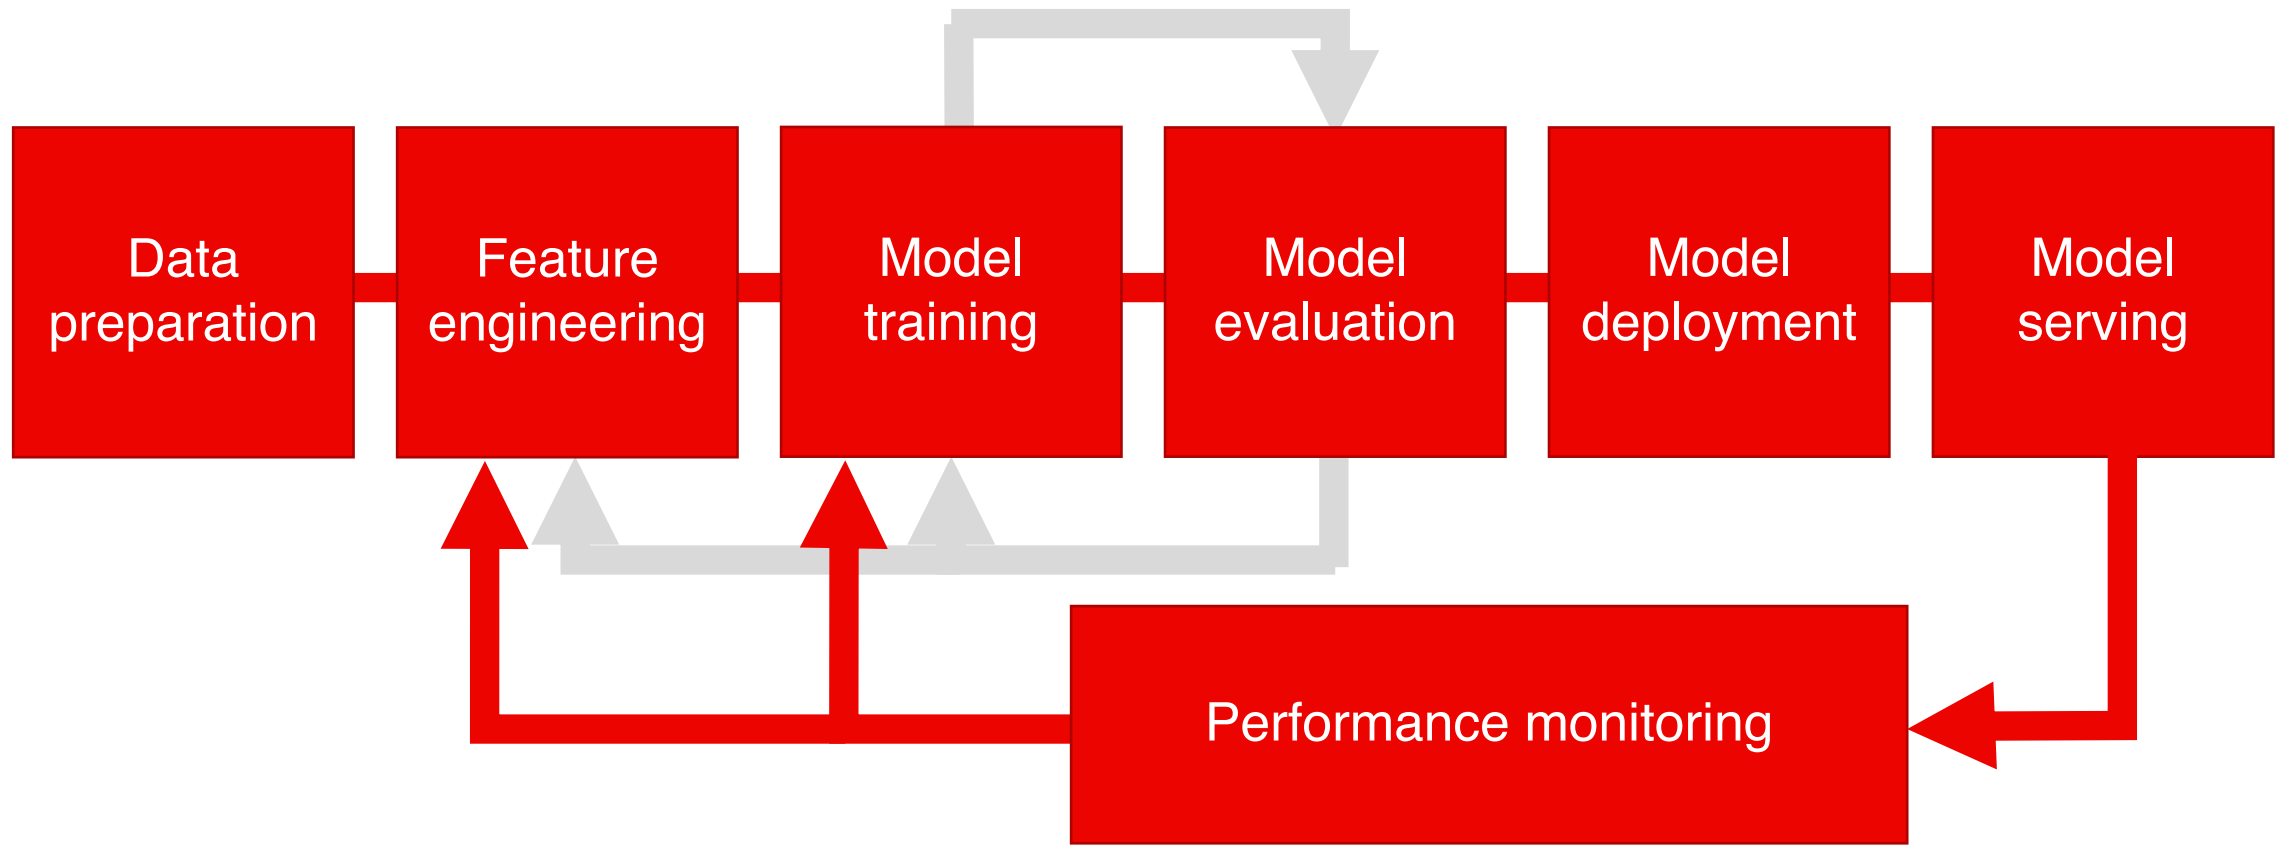 Data
preparation
Feature
engineering
Model
training
Model
evaluation
Model
deployment
Model
serving
Performance monitoring